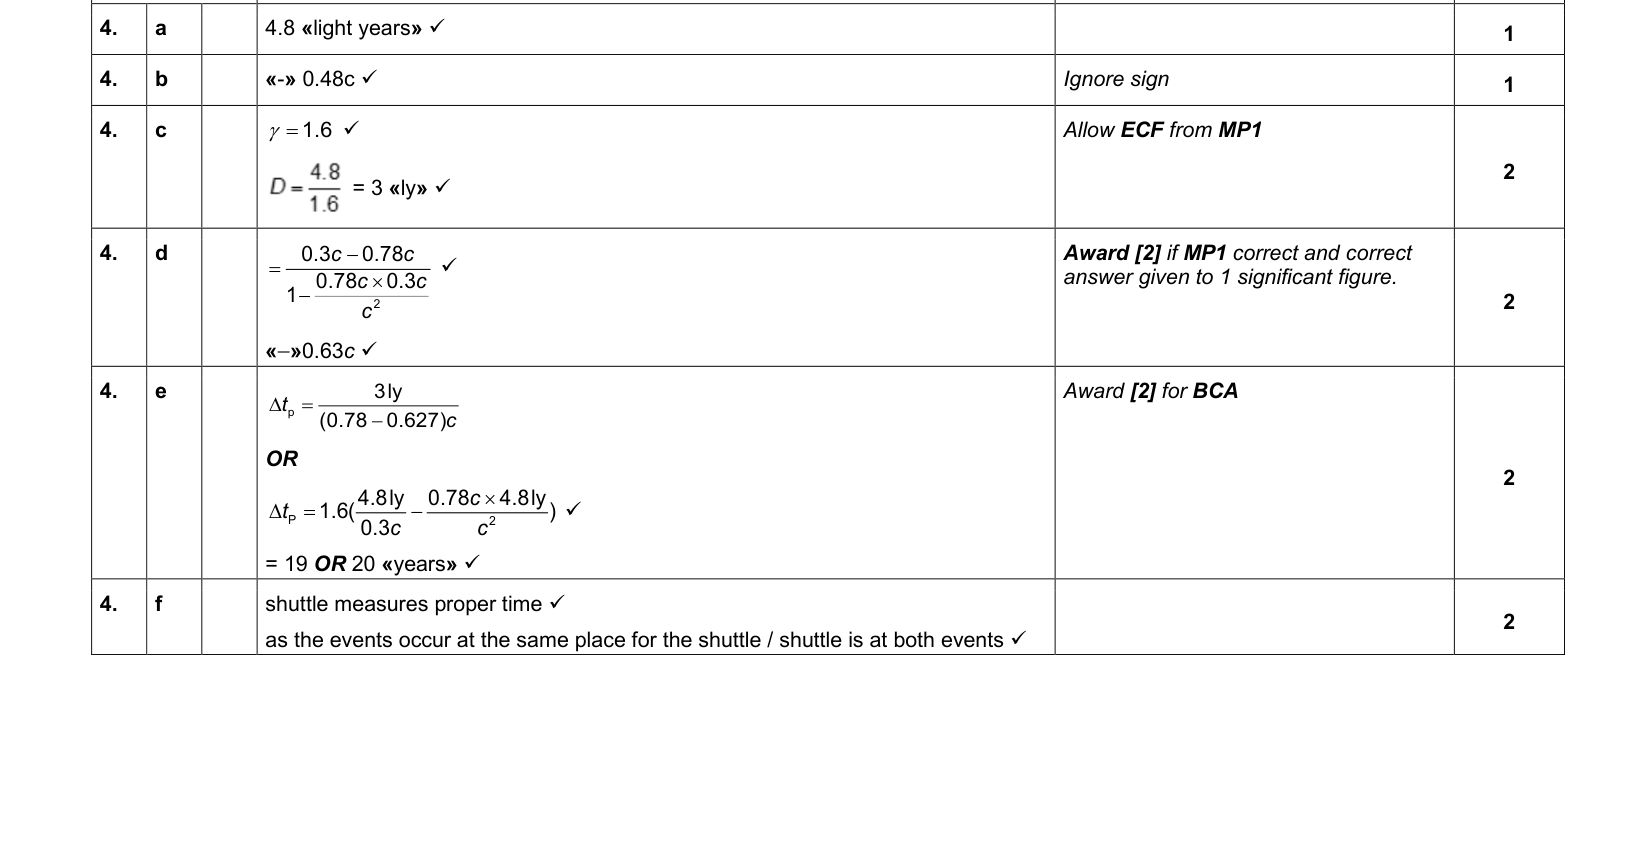 4. a 4.8 «light years» ✓ 1
4. b «-» 0.48c ✓ Ignore sign 1
4. c γ = 1.6 ✓ Allow ECF from MP1
D = 4.8/1.6 = 3 «ly» ✓ 2
4. d = (0.3c − 0.78c)/(1 − (0.78c × 0.3c)/c²) ✓ Award [2] if MP1 correct and correct
answer given to 1 significant figure.
2
«−»0.63c ✓
4. e Δtp = 3ly/((0.78 − 0.627)c) Award [2] for BCA
OR
2
ΔtP = 1.6(4.8ly/0.3c − (0.78c × 4.8ly)/c²) ✓
= 19 OR 20 «years» ✓
4. f shuttle measures proper time ✓
2
as the events occur at the same place for the shuttle / shuttle is at both events ✓